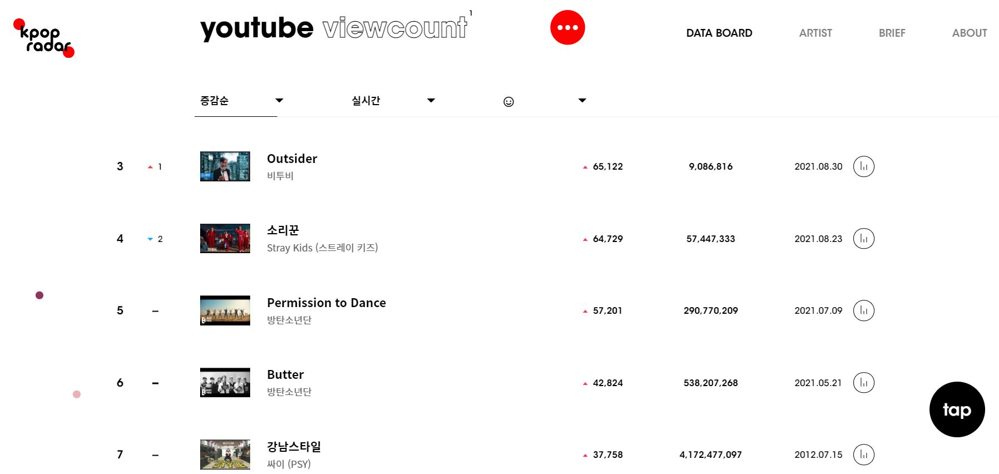 kpop
radar
youtube viewcount 1
DATA BOARD
ARTIST
BRIEF
ABOUT
증감순
실시간
3 1 Outsider 65,122 9,086,816 2021.08.30
비투비
4 2 소리꾼 64,729 57,447,333 2021.08.23
Stray Kids (스트레이 키즈)
5 – Permission to Dance 57,201 290,770,209 2021.07.09
방탄소년단
6 – Butter 42,824 538,207,268 2021.05.21
방탄소년단
tap
7 – 강남스타일 37,758 4,172,477,097 2012.07.15
싸이 (PSY)
STYLE